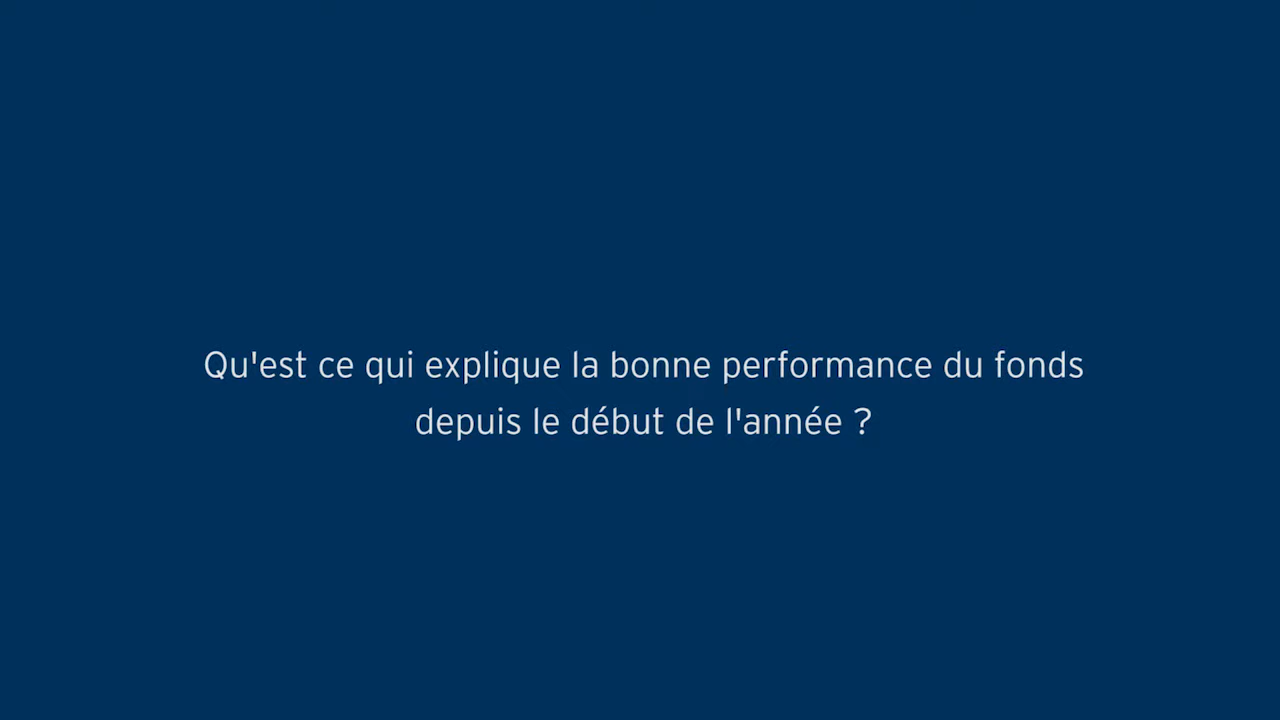 Qu'est ce qui explique la bonne performance du fonds
depuis le début de l'année ?